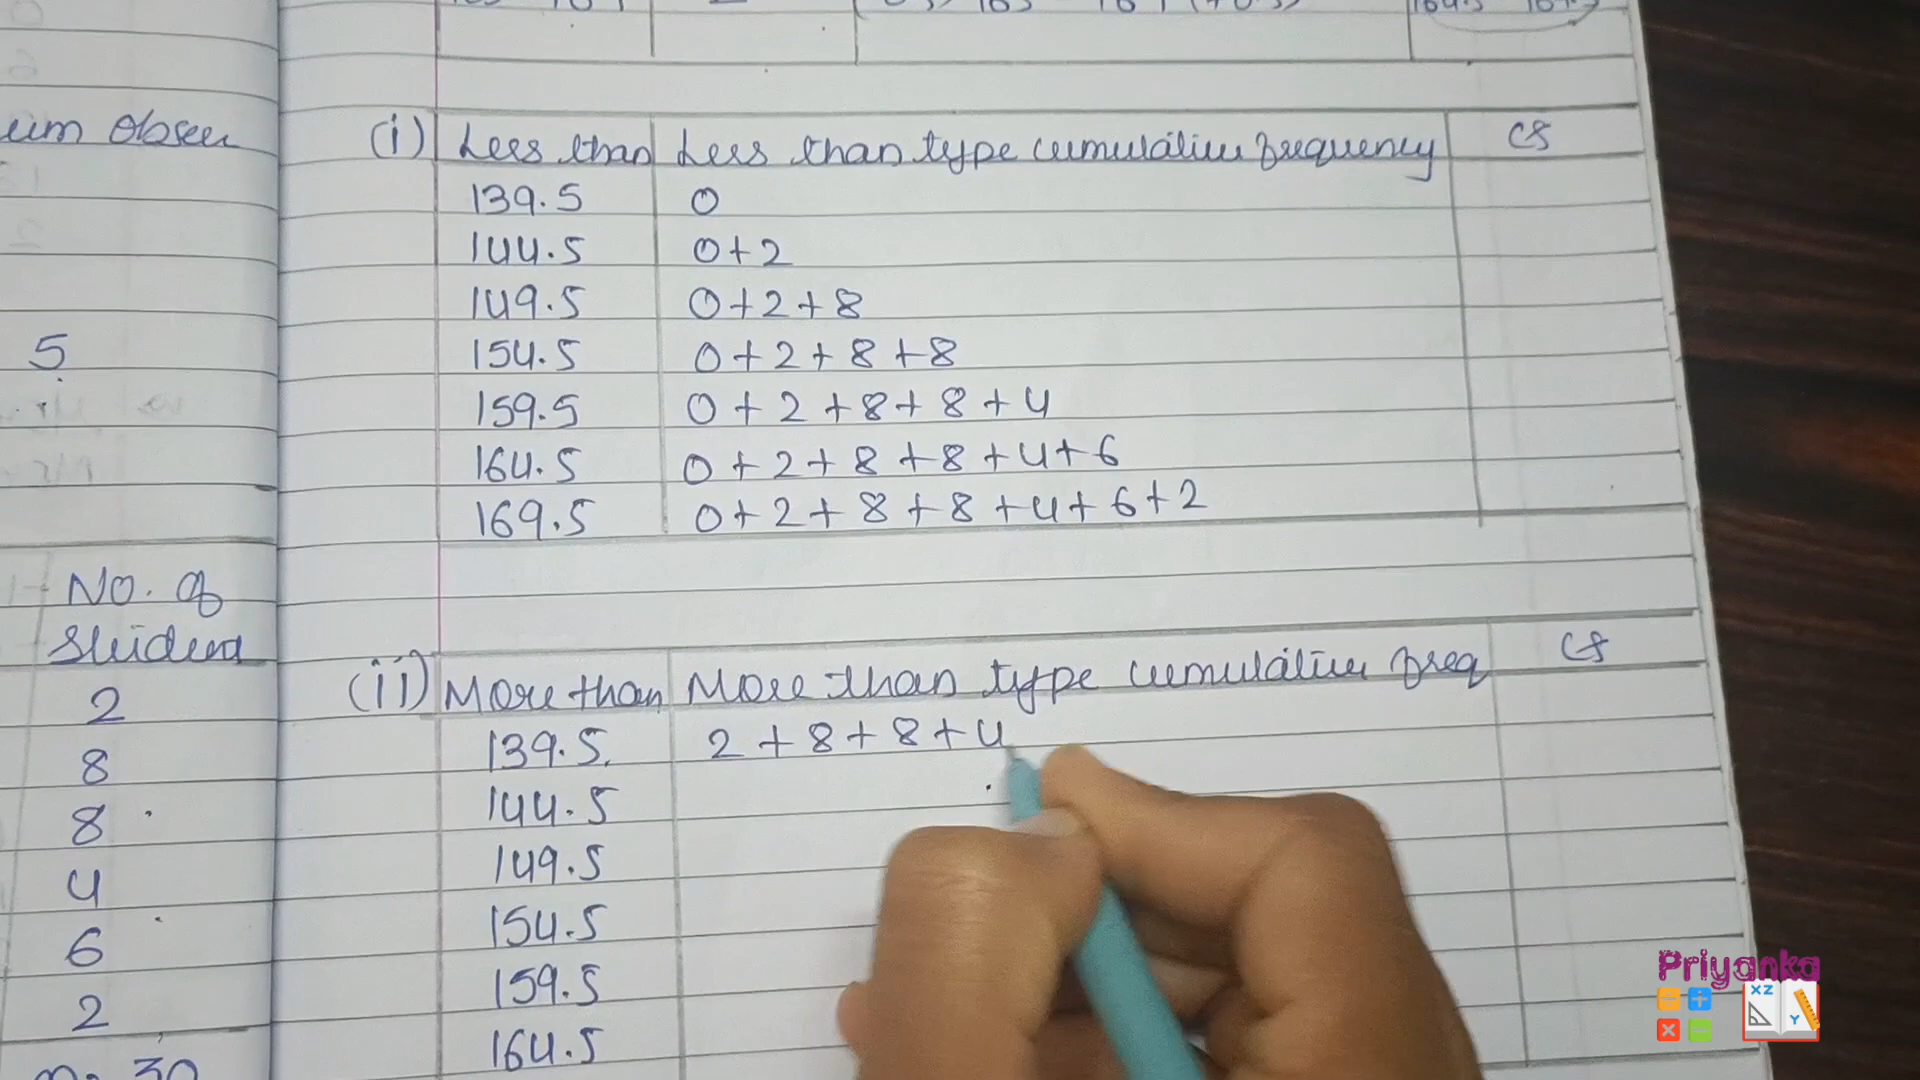 um Obser
5
No. of
Student
2
8
8
4
6
2
n = 30
(i) Less than Less than type cumulative frequency cf
139.5 0
144.5 0+2
149.5 0+2+8
154.5 0+2+8+8
159.5 0+2+8+8+4
164.5 0+2+8+8+4+6
169.5 0+2+8+8+4+6+2
(ii) More than More than type cumulative freq cf
139.5 2+8+8+4
144.5
149.5
154.5
159.5
164.5
Priyanka
XZ
Y